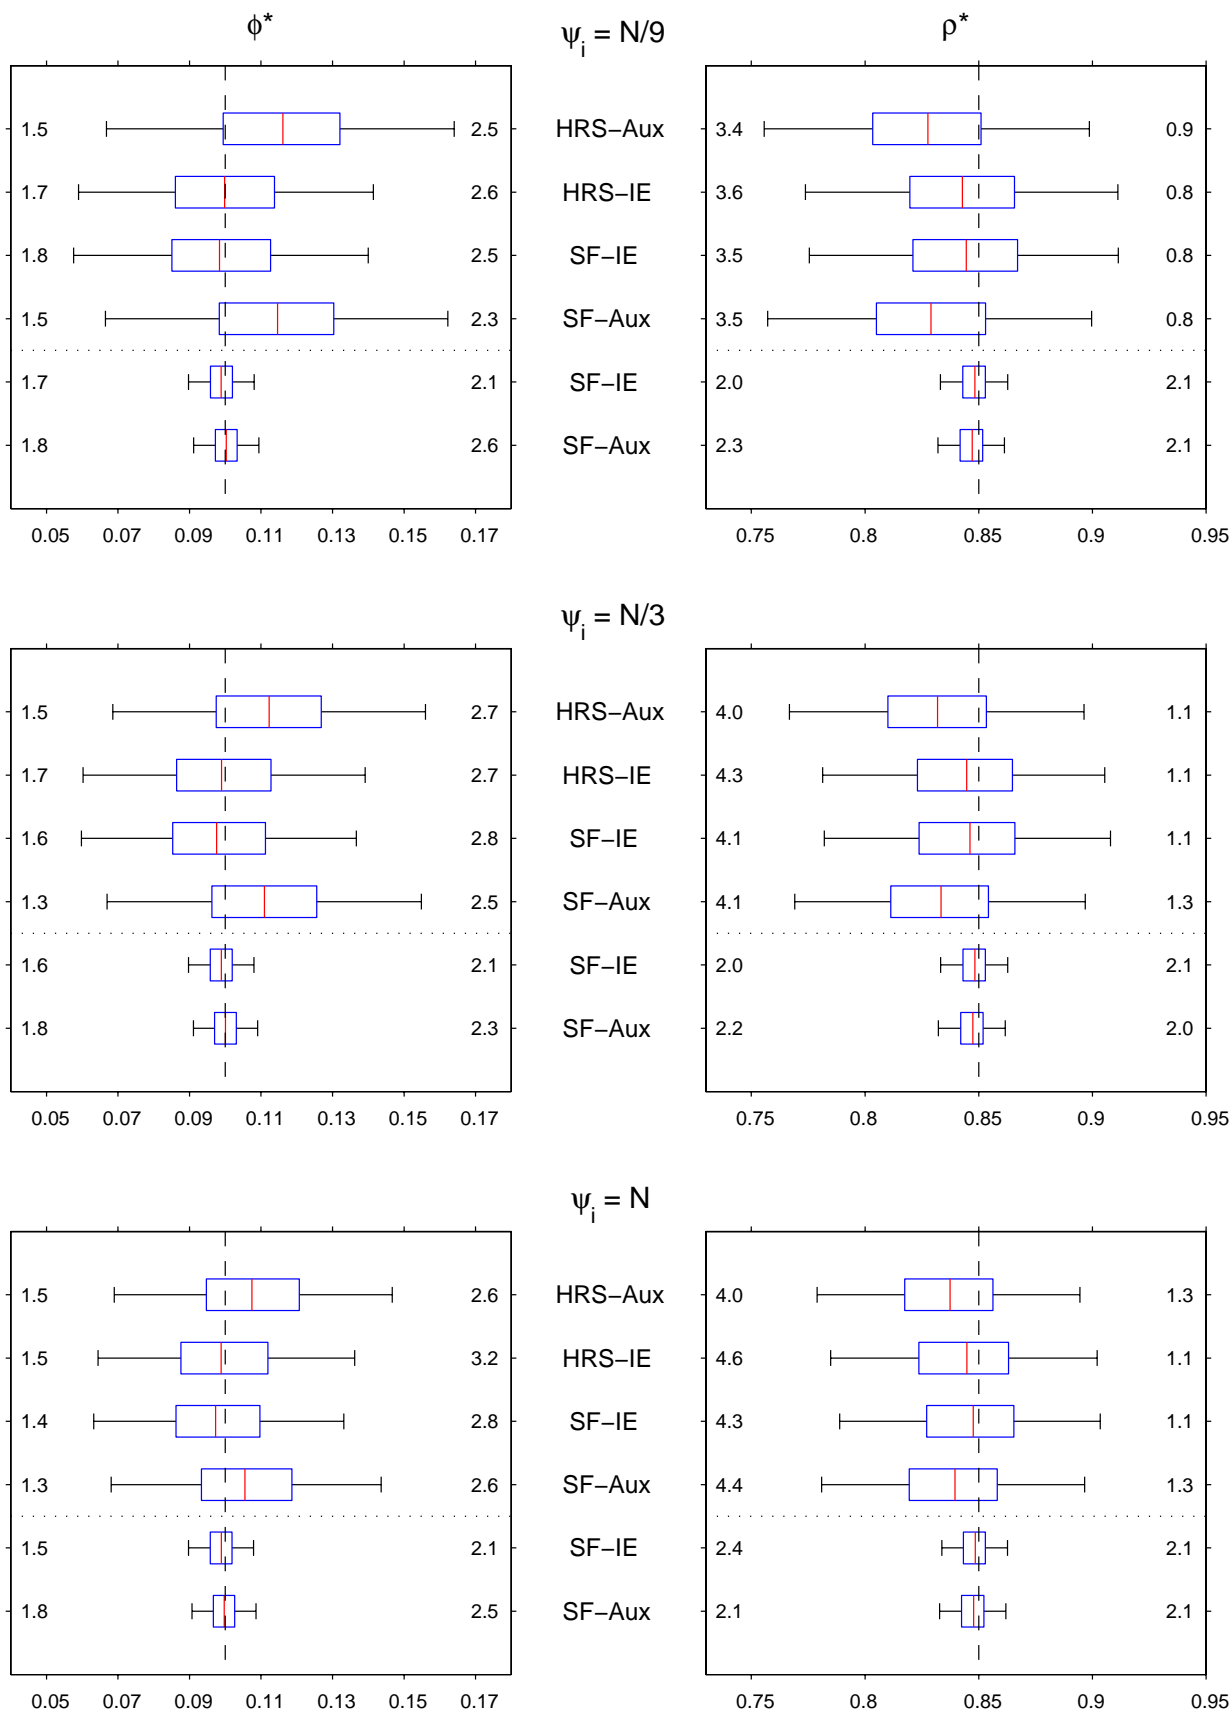 φ* ψi = N/9 ρ*
1.5 2.5 HRS−Aux 3.4 0.9
1.7 2.6 HRS−IE 3.6 0.8
1.8 2.5 SF−IE 3.5 0.8
1.5 2.3 SF−Aux 3.5 0.8
1.7 2.1 SF−IE 2.0 2.1
1.8 2.6 SF−Aux 2.3 2.1
0.05 0.07 0.09 0.11 0.13 0.15 0.17 0.75 0.8 0.85 0.9 0.95
ψi = N/3
1.5 2.7 HRS−Aux 4.0 1.1
1.7 2.7 HRS−IE 4.3 1.1
1.6 2.8 SF−IE 4.1 1.1
1.3 2.5 SF−Aux 4.1 1.3
1.6 2.1 SF−IE 2.0 2.1
1.8 2.3 SF−Aux 2.2 2.0
0.05 0.07 0.09 0.11 0.13 0.15 0.17 0.75 0.8 0.85 0.9 0.95
ψi = N
1.5 2.6 HRS−Aux 4.0 1.3
1.5 3.2 HRS−IE 4.6 1.1
1.4 2.8 SF−IE 4.3 1.1
1.3 2.6 SF−Aux 4.4 1.3
1.5 2.1 SF−IE 2.4 2.1
1.8 2.5 SF−Aux 2.1 2.1
0.05 0.07 0.09 0.11 0.13 0.15 0.17 0.75 0.8 0.85 0.9 0.95